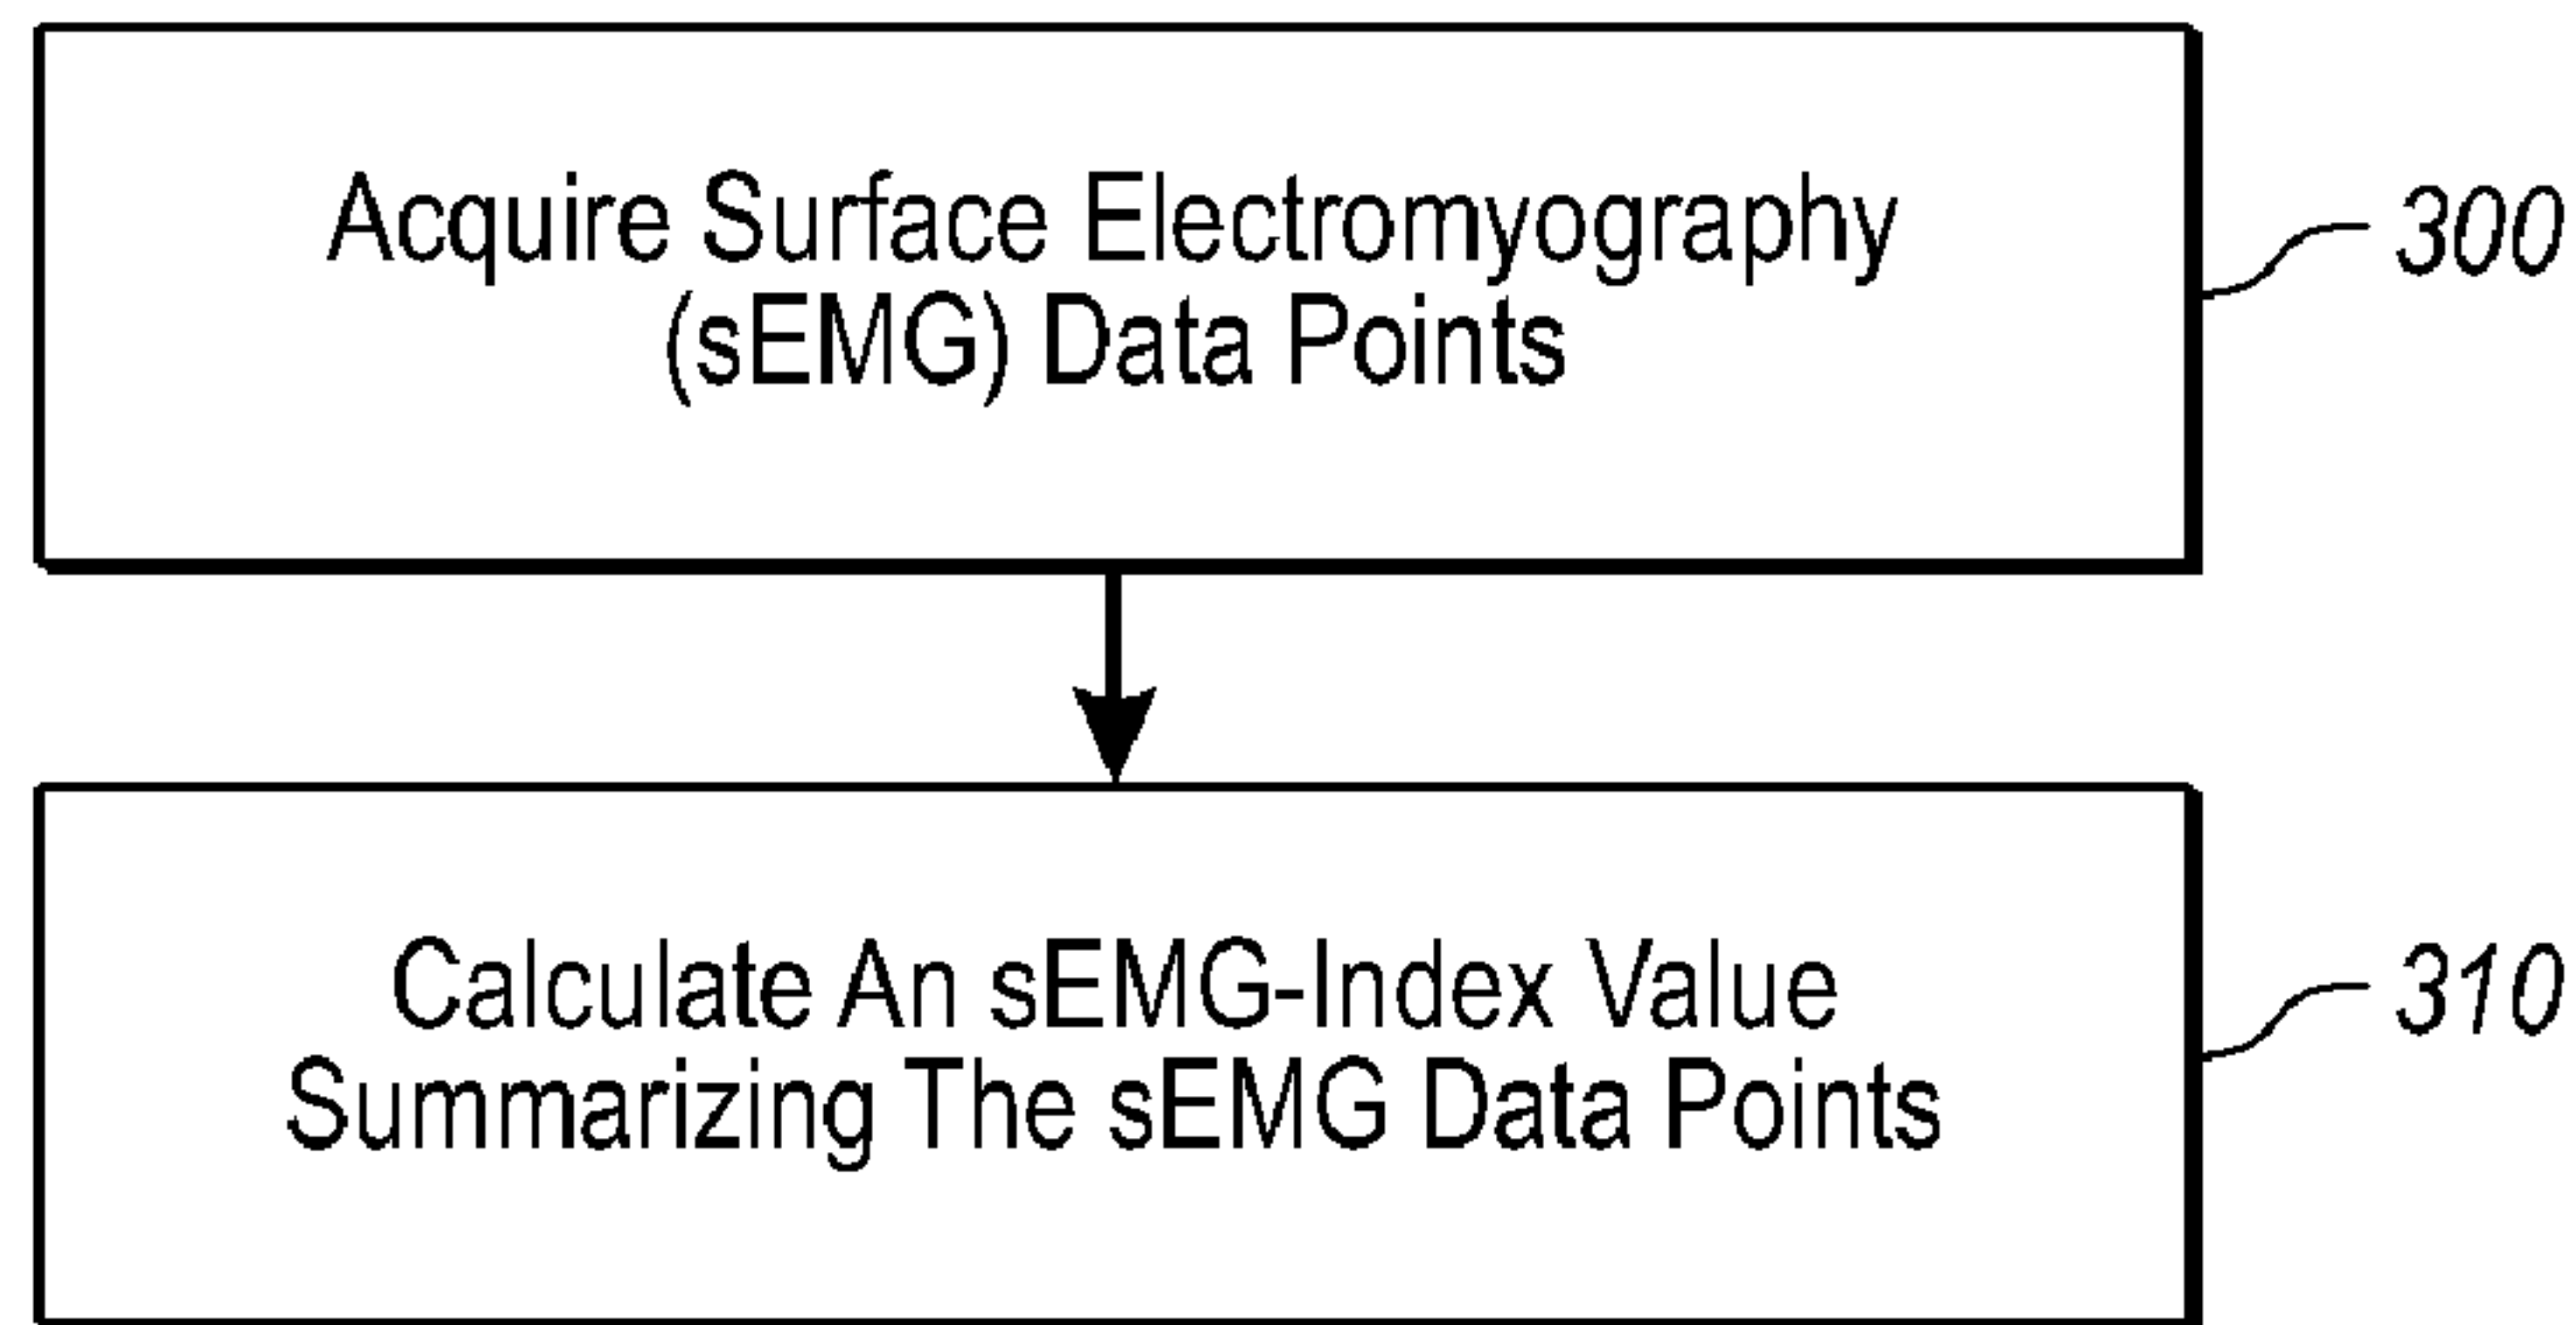 Acquire Surface Electromyography
(sEMG) Data Points
300
Calculate An sEMG-Index Value
Summarizing The sEMG Data Points
310